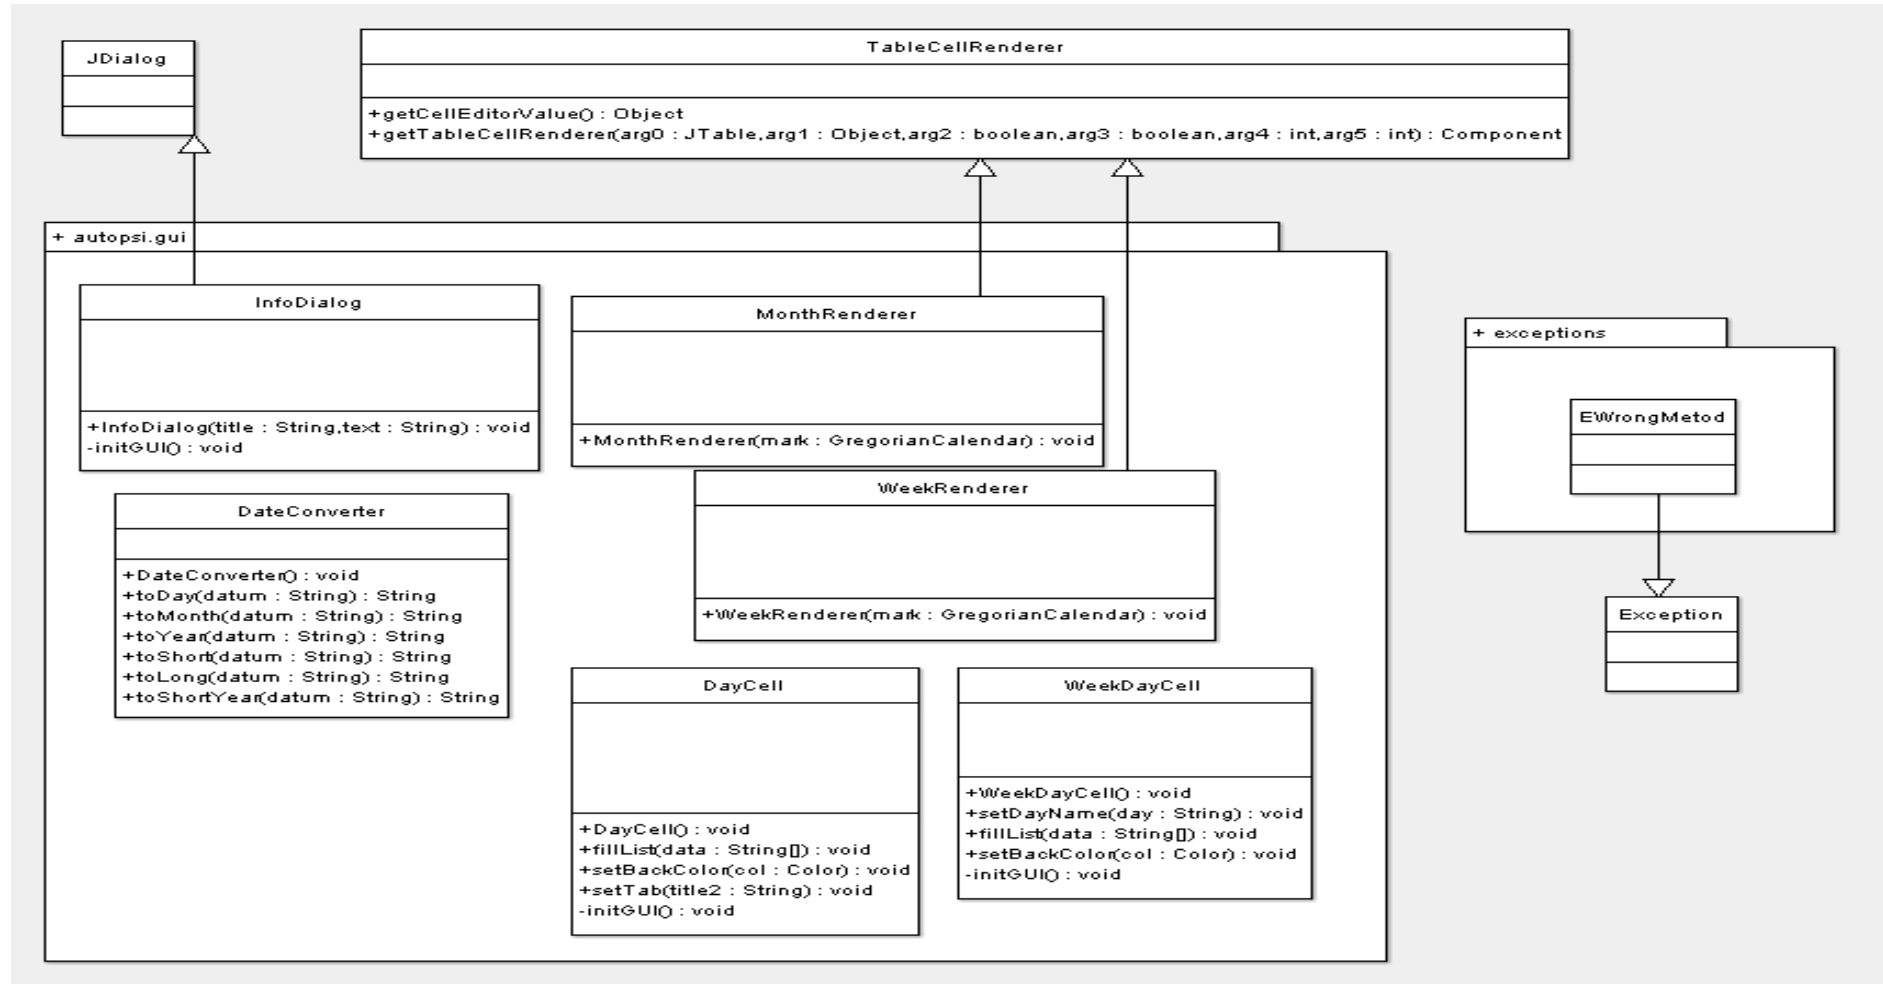 JDialog
TableCellRenderer
+getCellEditorValue() : Object
+getTableCellRenderer(arg0 : JTable,arg1 : Object,arg2 : boolean,arg3 : boolean,arg4 : int,arg5 : int) : Component
+ autopsi.gui
InfoDialog
+InfoDialog(title : String,text : String) : void
-initGUI() : void
MonthRenderer
+MonthRenderer(mark : GregorianCalendar) : void
WeekRenderer
+WeekRenderer(mark : GregorianCalendar) : void
DateConverter
+DateConverter() : void
+toDay(datum : String) : String
+toMonth(datum : String) : String
+toYear(datum : String) : String
+toShort(datum : String) : String
+toLong(datum : String) : String
+toShortYear(datum : String) : String
DayCell
+DayCell() : void
+fillList(data : String[]) : void
+setBackColor(col : Color) : void
+setTab(title2 : String) : void
-initGUI() : void
WeekDayCell
+WeekDayCell() : void
+setDayName(day : String) : void
+fillList(data : String[]) : void
+setBackColor(col : Color) : void
-initGUI() : void
+ exceptions
EWrongMetod
Exception